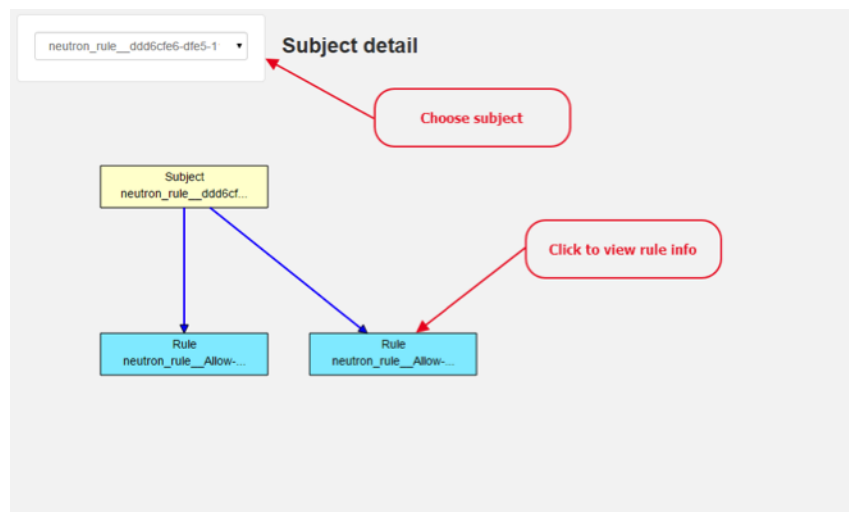 neutron_rule__ddd6cfe6-dfe5-1
Subject detail
Choose subject
Subject
neutron_rule__ddd6cf...
Click to view rule info
Rule
neutron_rule__Allow-...
Rule
neutron_rule__Allow-...